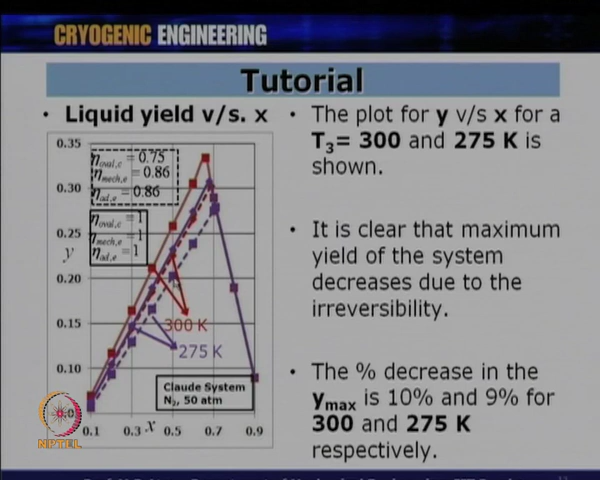 CRYOGENIC ENGINEERING
Tutorial
• Liquid yield v/s. x
0.35
0.30
0.25
y
0.20
0.15
0.10
0.1
0.3
x
0.5
0.7
0.9
η_oval,c = 0.75
η_mech,e = 0.86
η_ad,e = 0.86
η_oval,c = 1
η_mech,e = 1
η_ad,e = 1
300 K
275 K
Claude System
N₂, 50 atm
NPTEL
• The plot for y v/s x for a
T₃= 300 and 275 K is
shown.
• It is clear that maximum
yield of the system
decreases due to the
irreversibility.
• The % decrease in the
yₘₐₓ is 10% and 9% for
300 and 275 K
respectively.